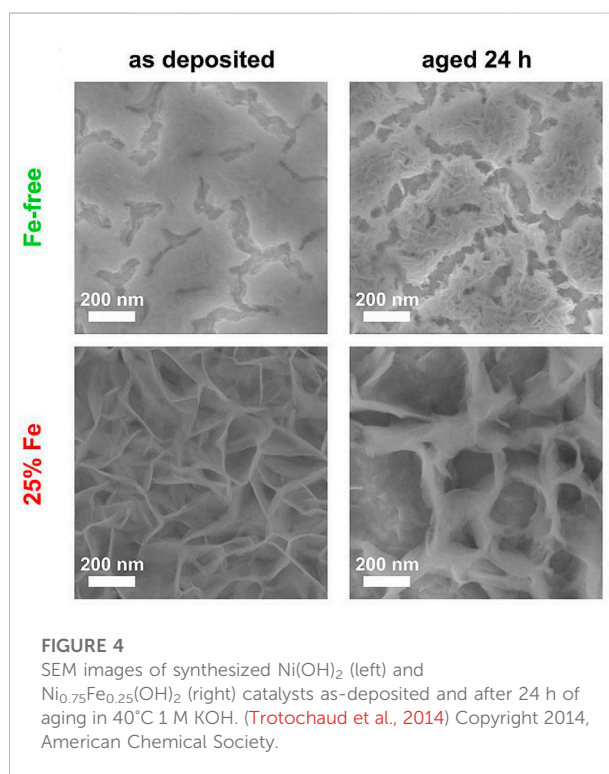 as deposited
aged 24 h
Fe-free
200 nm
200 nm
25% Fe
200 nm
200 nm
FIGURE 4
SEM images of synthesized Ni(OH)₂ (left) and
Ni₀.₇₅Fe₀.₂₅(OH)₂ (right) catalysts as-deposited and after 24 h of
aging in 40°C 1 M KOH. (Trotochaud et al., 2014) Copyright 2014,
American Chemical Society.